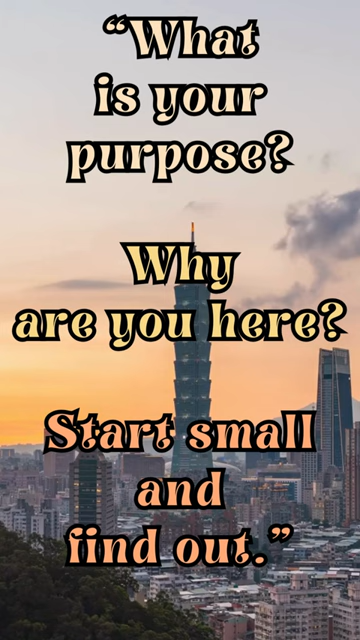 “What
is your
purpose?
Why
are you here?
Start small
and
find out.”